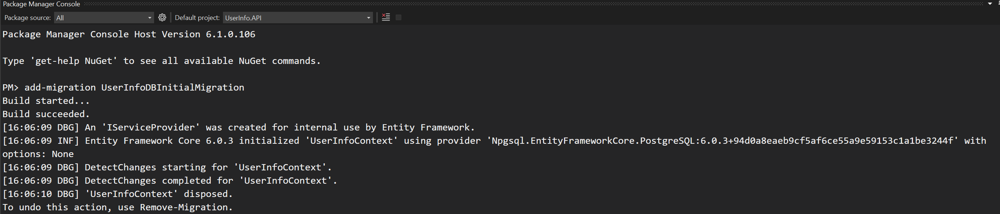 Package Manager Console
Package source: All Default project: UserInfo.API
Package Manager Console Host Version 6.1.0.106
Type 'get-help NuGet' to see all available NuGet commands.
PM> add-migration UserInfoDBInitialMigration
Build started...
Build succeeded.
[16:06:09 DBG] An 'IServiceProvider' was created for internal use by Entity Framework.
[16:06:09 INF] Entity Framework Core 6.0.3 initialized 'UserInfoContext' using provider 'Npgsql.EntityFrameworkCore.PostgreSQL:6.0.3+94d0a8eaeb9cf5af6ce55a9e59153c1a1be3244f' with
options: None
[16:06:09 DBG] DetectChanges starting for 'UserInfoContext'.
[16:06:09 DBG] DetectChanges completed for 'UserInfoContext'.
[16:06:10 DBG] 'UserInfoContext' disposed.
To undo this action, use Remove-Migration.